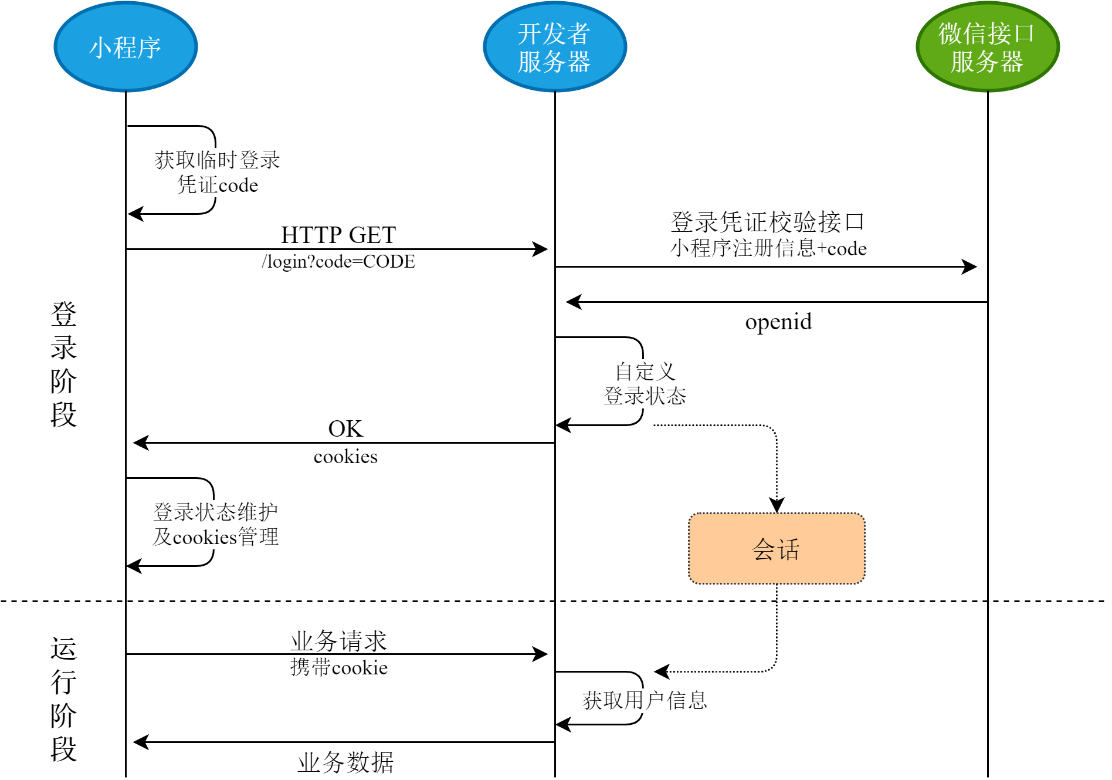 小程序
开发者
服务器
微信接口
服务器
获取临时登录
凭证code
HTTP GET
/login?code=CODE
登录凭证校验接口
小程序注册信息+code
openid
登
录
阶
段
自定义
登录状态
OK
cookies
登录状态维护
及cookies管理
会话
运
行
阶
段
业务请求
携带cookie
获取用户信息
业务数据